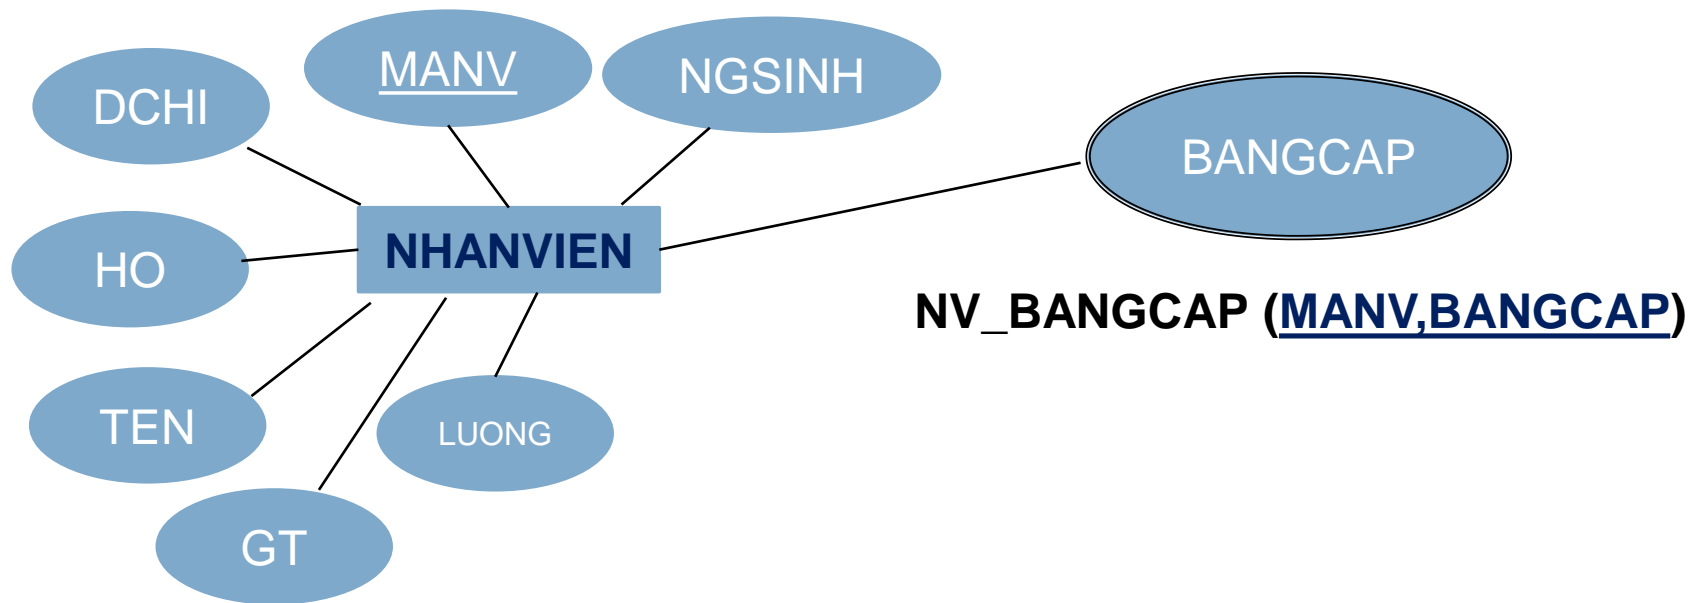 MANV
NGSINH
DCHI
BANGCAP
NHANVIEN
HO
NV_BANGCAP (MANV,BANGCAP)
TEN
LUONG
GT